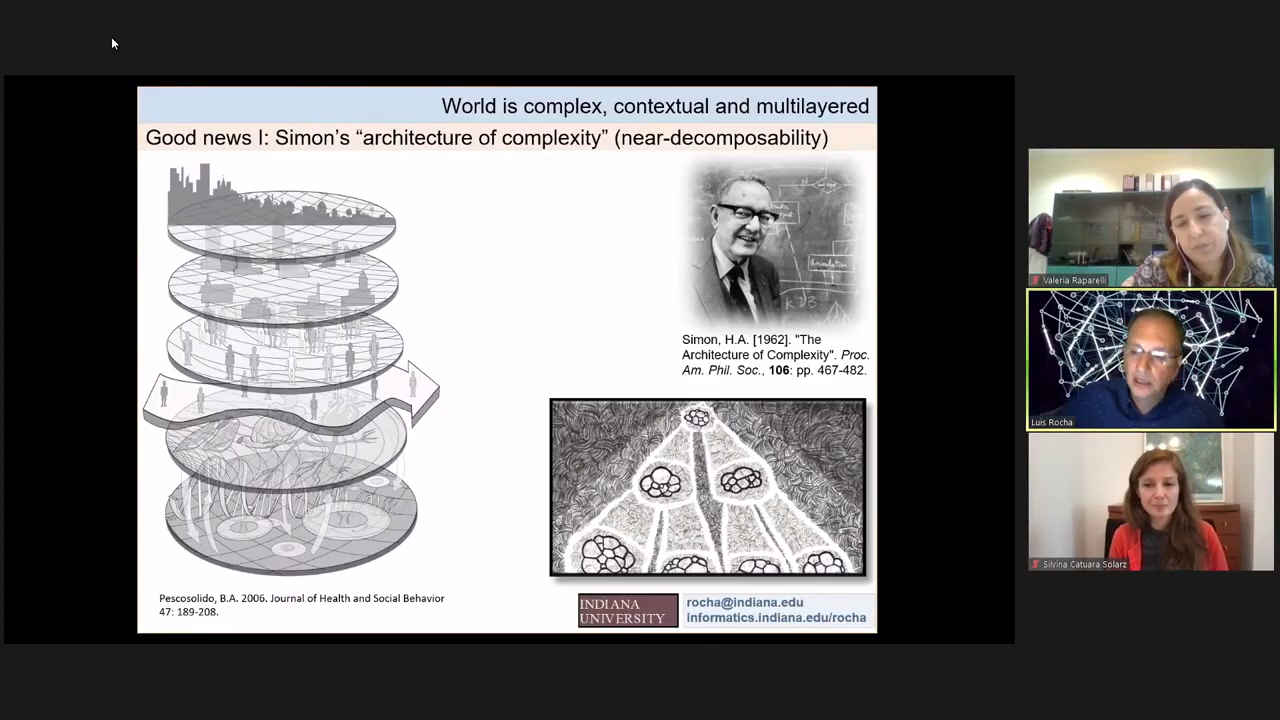 World is complex, contextual and multilayered
Good news I: Simon's "architecture of complexity" (near-decomposability)
Simon, H.A. [1962]. "The
Architecture of Complexity". Proc.
Am. Phil. Soc., 106: pp. 467-482.
Pescosolido, B.A. 2006. Journal of Health and Social Behavior
47: 189-208.
INDIANA
UNIVERSITY
rocha@indiana.edu
informatics.indiana.edu/rocha
Valeria Raparelli
Luis Rocha
Silvina Catuara Solarz